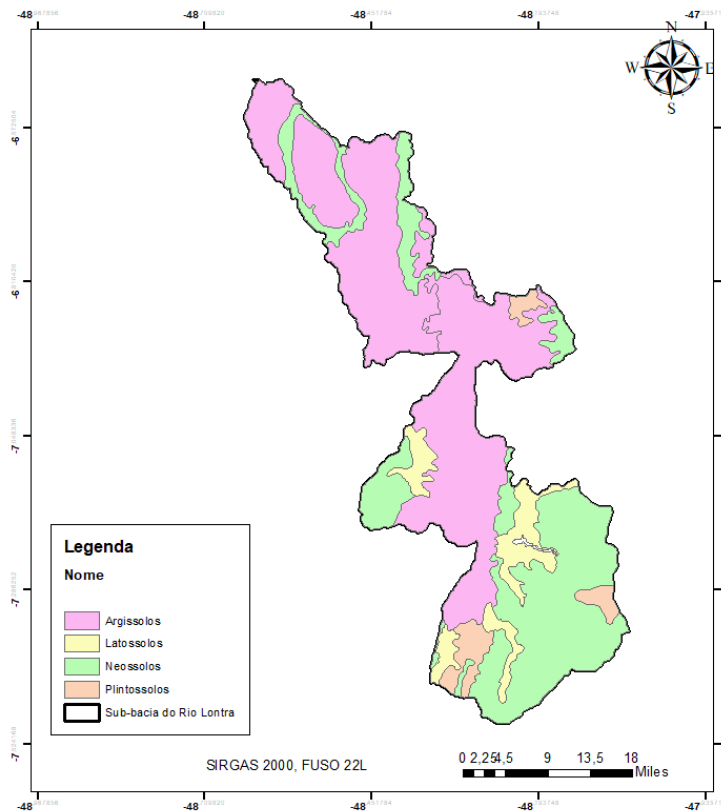 -48 -48 -48 -48 -47
N
W E
S
-6
-6
-7
-7
-7
Legenda
Nome
Argissolos
Latossolos
Neossolos
Plintossolos
Sub-bacia do Rio Lontra
SIRGAS 2000, FUSO 22L
0 2,25 4,5 9 13,5 18
Miles
-48 -48 -48 -48 -47